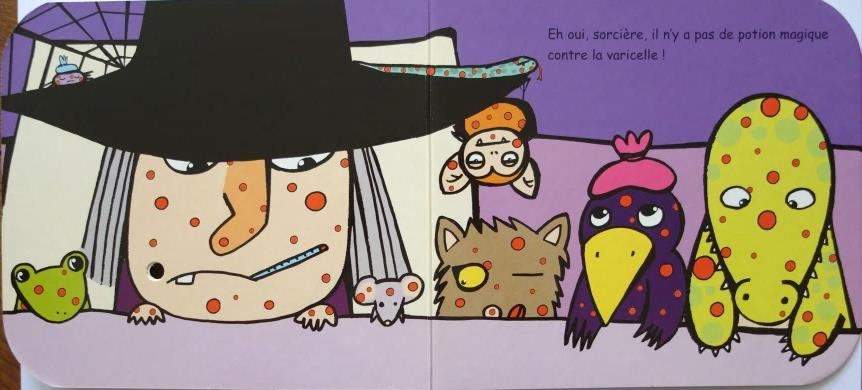 Eh oui, sorcière, il n'y a pas de potion magique
contre la varicelle !